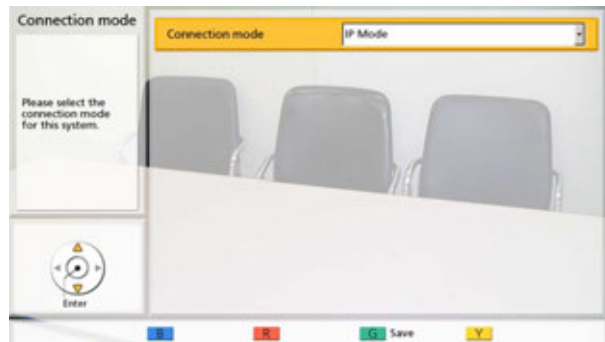 Connection mode
Connection mode IP Mode
Please select the
connection mode
for this system.
Enter
B R G Save Y